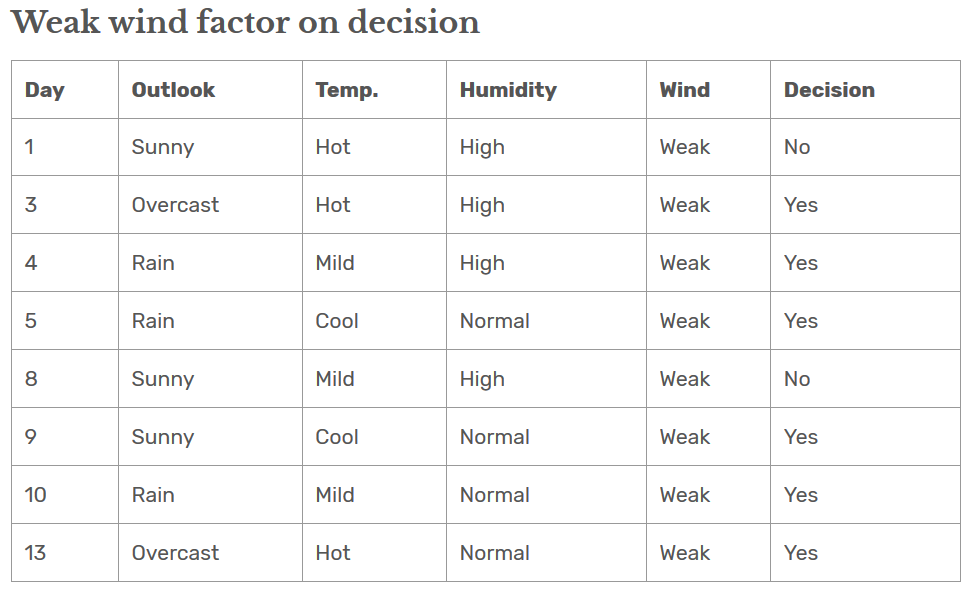 Weak wind factor on decision
Day Outlook Temp. Humidity Wind Decision
1 Sunny Hot High Weak No
3 Overcast Hot High Weak Yes
4 Rain Mild High Weak Yes
5 Rain Cool Normal Weak Yes
8 Sunny Mild High Weak No
9 Sunny Cool Normal Weak Yes
10 Rain Mild Normal Weak Yes
13 Overcast Hot Normal Weak Yes